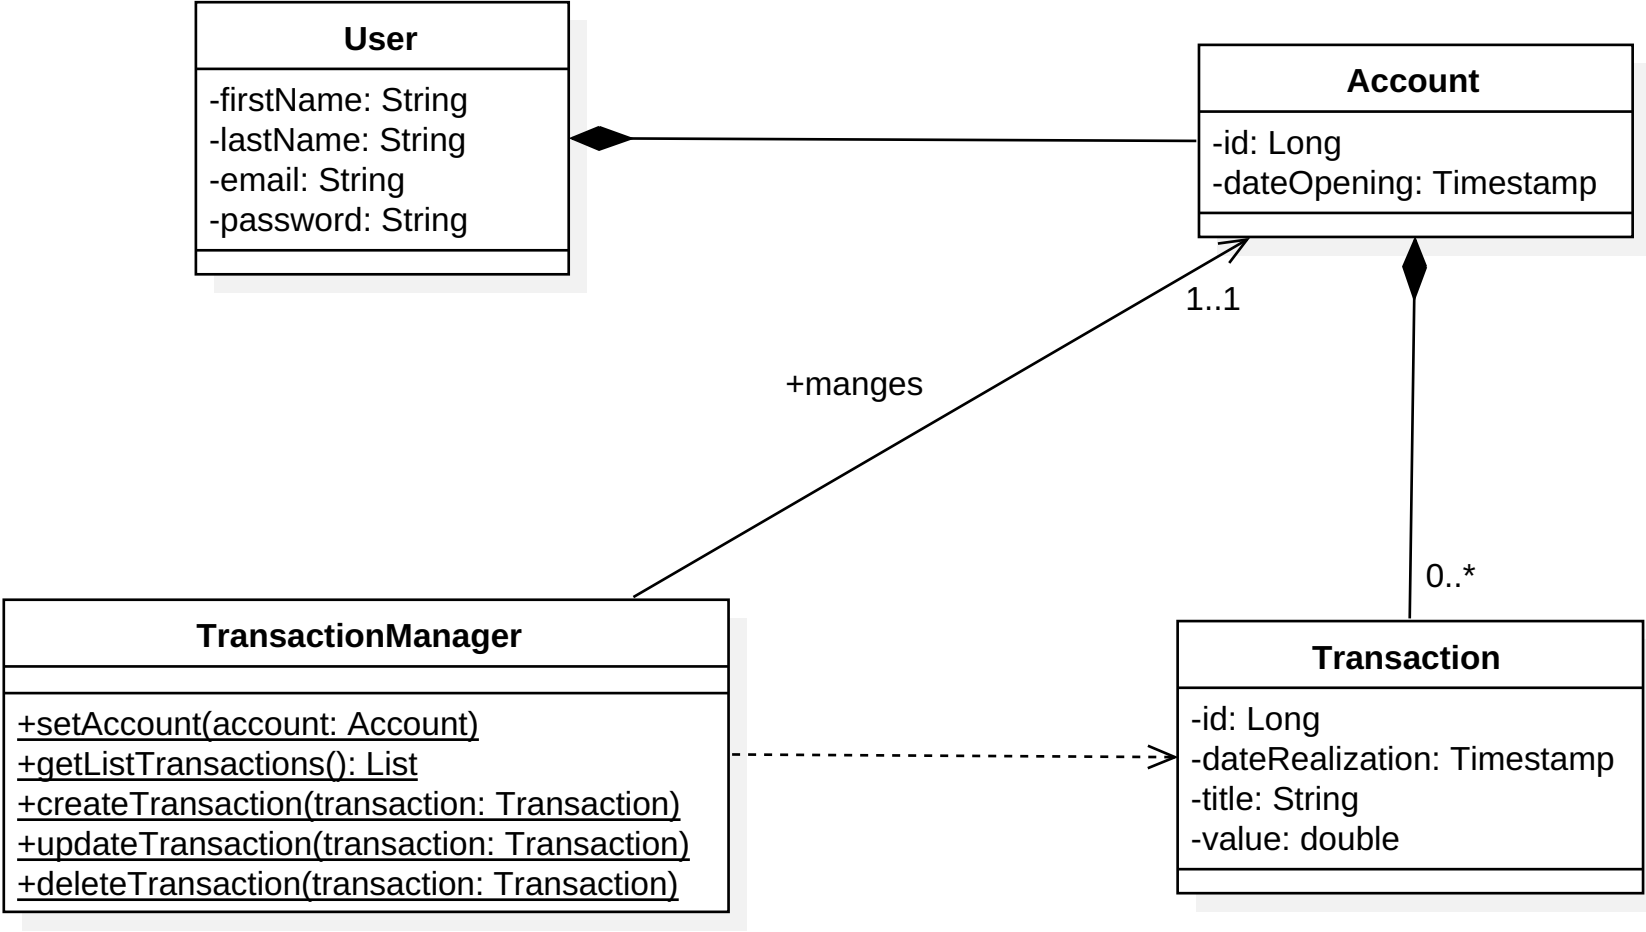 User
-firstName: String
-lastName: String
-email: String
-password: String
Account
-id: Long
-dateOpening: Timestamp
1..1
+manges
0..*
TransactionManager
+setAccount(account: Account)
+getListTransactions(): List
+createTransaction(transaction: Transaction)
+updateTransaction(transaction: Transaction)
+deleteTransaction(transaction: Transaction)
Transaction
-id: Long
-dateRealization: Timestamp
-title: String
-value: double